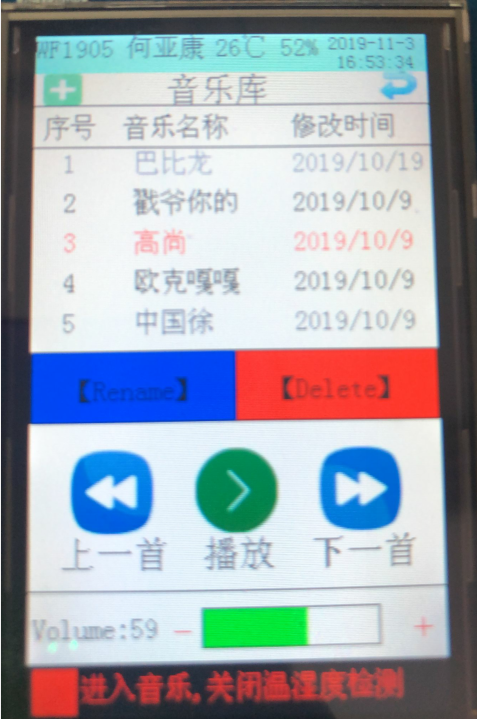 WF1905 何亚康 26℃ 52% 2019-11-3
16:53:34
音乐库
序号 音乐名称 修改时间
1 巴比龙 2019/10/19
2 戳爷你的 2019/10/9
3 高尚 2019/10/9
4 欧克嘎嘎 2019/10/9
5 中国徐 2019/10/9
【Rename】 【Delete】
上一首 播放 下一首
Volume:59 - +
进入音乐,关闭温湿度检测